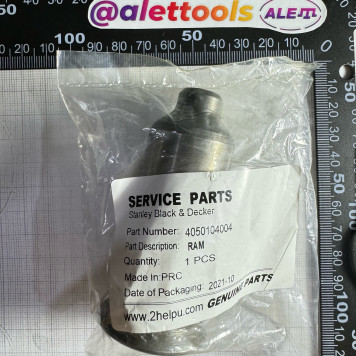 @alettools
ALE-π
SERVICE PARTS
Stanley Black & Decker
Part Number: 4050104004
Part Description: RAM
Quantity: 1 PCS
Made In:PRC
Date of Packaging: 2021-10
www.2helpu.com GENUINE PARTS